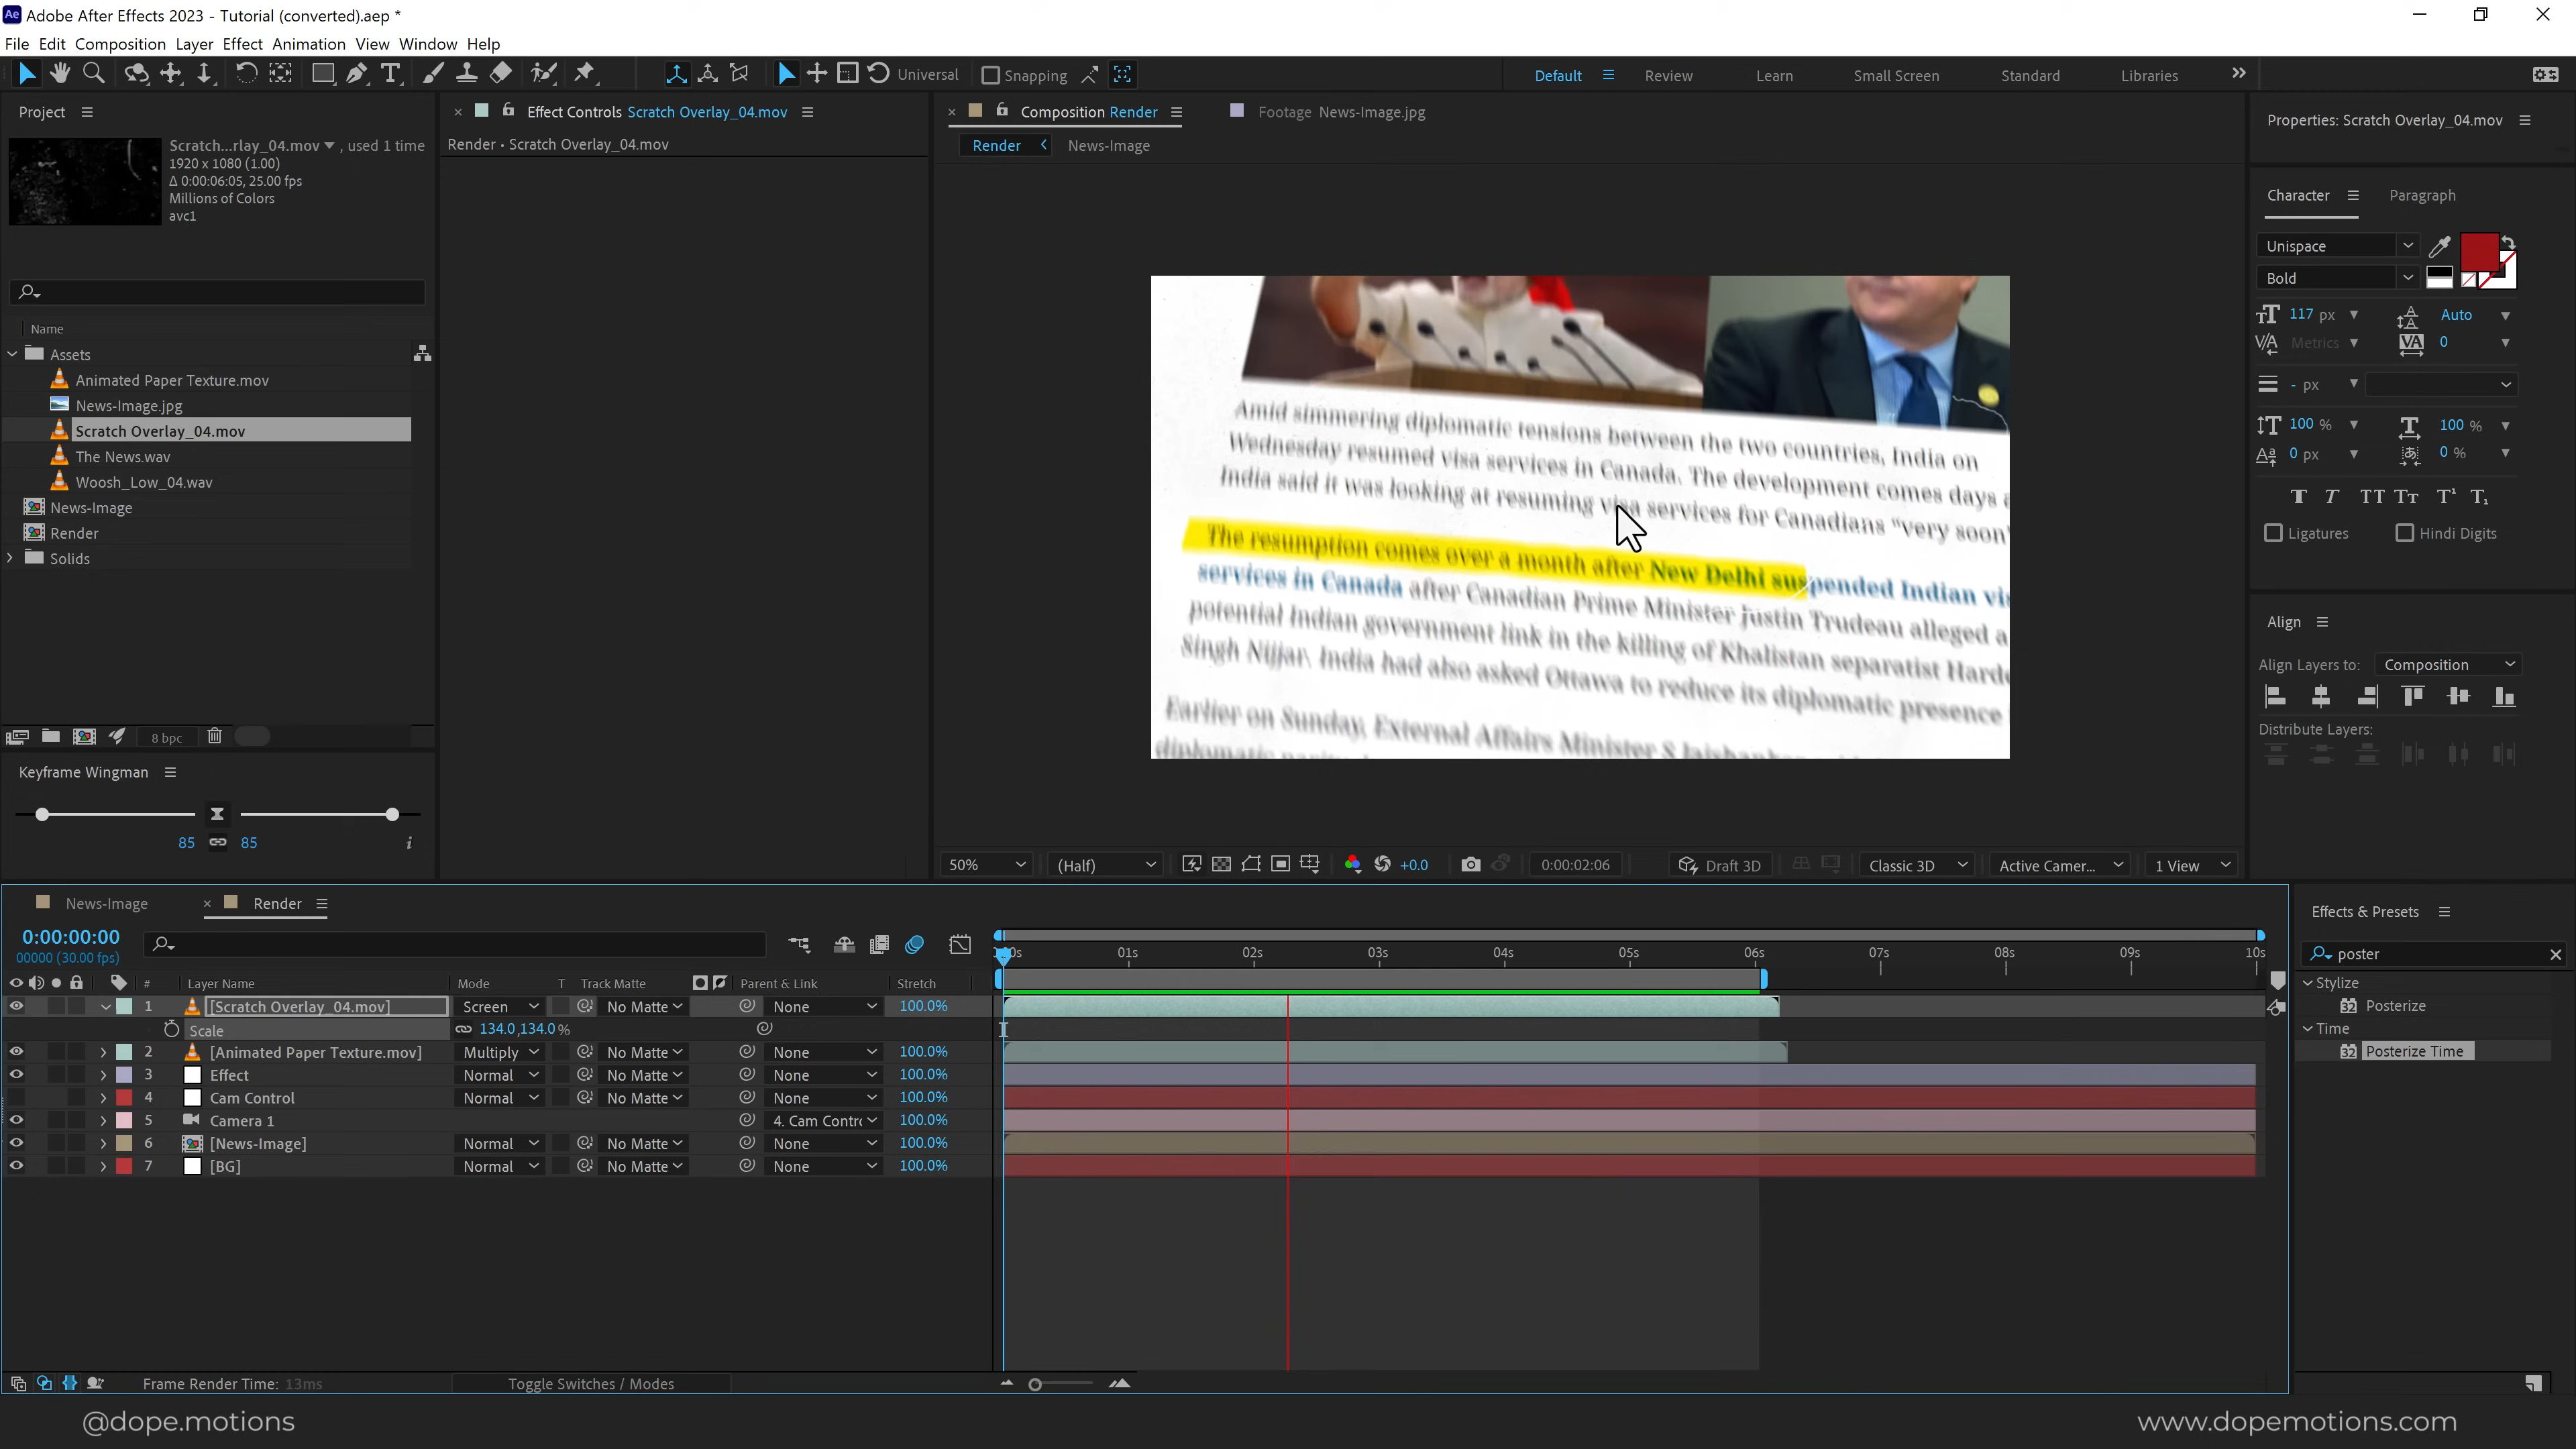 Ae Adobe After Effects 2023 - Tutorial (converted).aep *
File Edit Composition Layer Effect Animation View Window Help
Universal Snapping Default Review Learn Small Screen Standard Libraries
Project
Scratch...rlay_04.mov , used 1 time
1920 x 1080 (1.00)
Δ 0:00:06:05, 25.00 fps
Millions of Colors
avc1
Name
Assets
Animated Paper Texture.mov
News-Image.jpg
Scratch Overlay_04.mov
The News.wav
Woosh_Low_04.wav
News-Image
Render
Solids
8 bpc
Keyframe Wingman
85 85
Effect Controls Scratch Overlay_04.mov
Render • Scratch Overlay_04.mov
Composition Render Footage News-Image.jpg
Render News-Image
Amid simmering diplomatic tensions between the two countries, India on
Wednesday resumed visa services in Canada. The development comes days
India said it was looking at resuming visa services for Canadians "very soon"
The resumption comes over a month after New Delhi suspended Indian
services in Canada after Canadian Prime Minister Justin Trudeau alleged a
potential Indian government link in the killing of Khalistan separatist
Singh Nijjar. India had also asked Ottawa to reduce its diplomatic presence
Earlier on Sunday, External Affairs Minister S
50% (Half) +0.0 0:00:02:06 Draft 3D Classic 3D Active Camer... 1 View
Properties: Scratch Overlay_04.mov
Character Paragraph
Unispace
Bold
117 px Auto
Metrics 0
- px
100 % 100 %
0 px 0 %
Ligatures Hindi Digits
Align
Align Layers to: Composition
Distribute Layers:
News-Image Render
0:00:00:00
00000 (30.00 fps)
01s 02s 03s 04s 05s 06s 07s 08s 09s 10s
# Layer Name Mode T Track Matte Parent & Link Stretch
1 [Scratch Overlay_04.mov] Screen No Matte None 100.0%
Scale 134.0,134.0 %
2 [Animated Paper Texture.mov] Multiply No Matte None 100.0%
3 Effect Normal No Matte None 100.0%
4 Cam Control Normal No Matte None 100.0%
5 Camera 1 4. Cam Contro 100.0%
6 [News-Image] Normal No Matte None 100.0%
7 [BG] Normal No Matte None 100.0%
Frame Render Time: 13ms Toggle Switches / Modes
Effects & Presets
poster
Stylize
32 Posterize
Time
32 Posterize Time
@dope.motions www.dopemotions.com